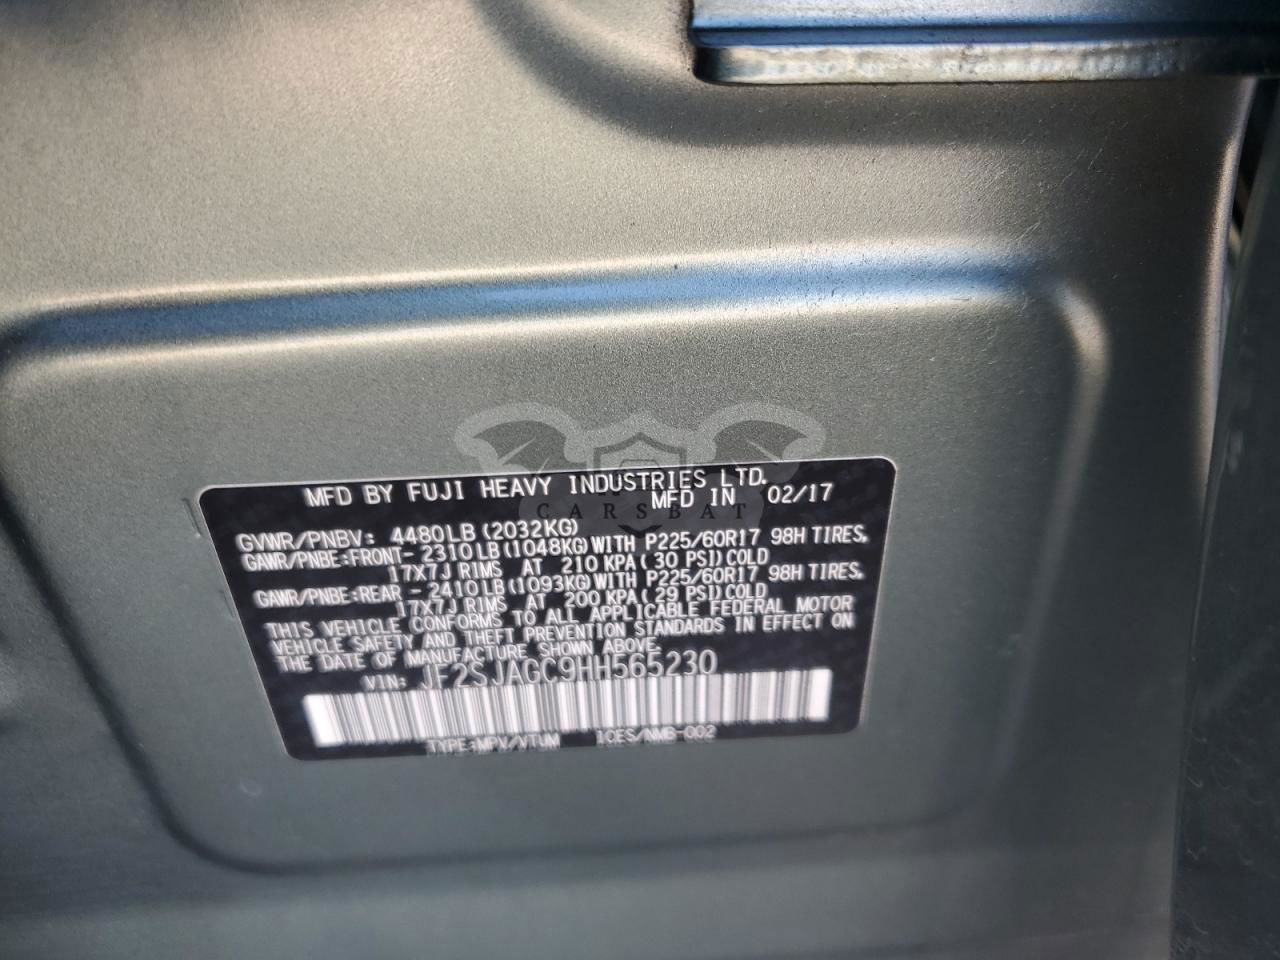 MFD BY FUJI HEAVY INDUSTRIES LTD.
MFD IN 02/17
CARSBAT
GVWR/PNBV: 4480LB (2032KG)
GAWR/PNBE:FRONT- 2310LB (1048KG) WITH P225/60R17 98H TIRES.
17X7J RIMS AT 210 KPA ( 30 PSI) COLD
GAWR/PNBE:REAR - 2410LB (1093KG) WITH P225/60R17 98H TIRES.
17X7J RIMS AT 200 KPA ( 29 PSI) COLD
THIS VEHICLE CONFORMS TO ALL APPLICABLE FEDERAL MOTOR
VEHICLE SAFETY AND THEFT PREVENTION STANDARDS IN EFFECT ON
THE DATE OF MANUFACTURE SHOWN ABOVE.
VIN: JF2SJAGC9HH565230
TYPE:MPV/VTUM 1CES/NMB-002